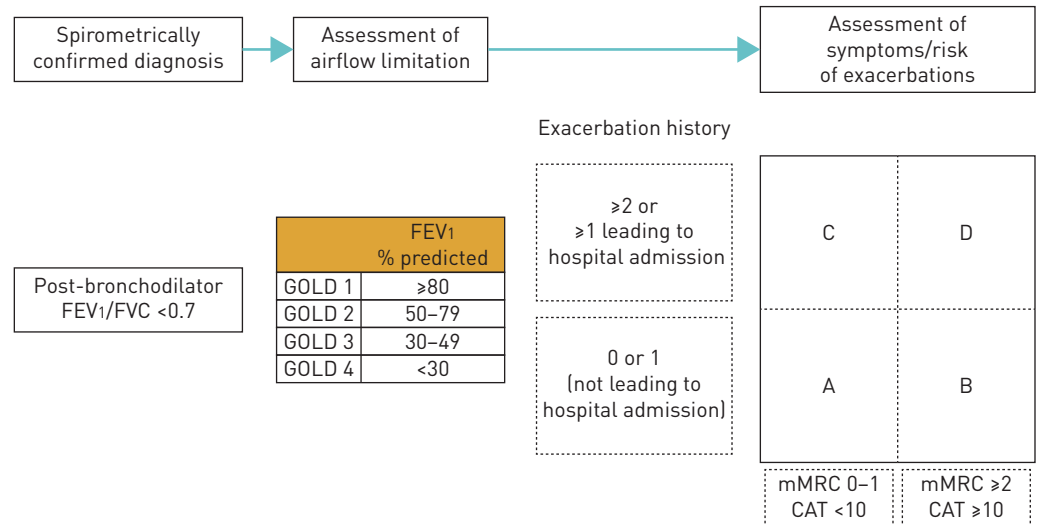 Spirometrically
confirmed diagnosis
Assessment of
airflow limitation
Assessment of
symptoms/risk
of exacerbations
Exacerbation history
Post-bronchodilator
FEV1/FVC <0.7
FEV1
% predicted
GOLD 1 ⩾80
GOLD 2 50–79
GOLD 3 30–49
GOLD 4 <30
⩾2 or
⩾1 leading to
hospital admission
0 or 1
(not leading to
hospital admission)
C D
A B
mMRC 0–1
CAT <10
mMRC ⩾2
CAT ⩾10